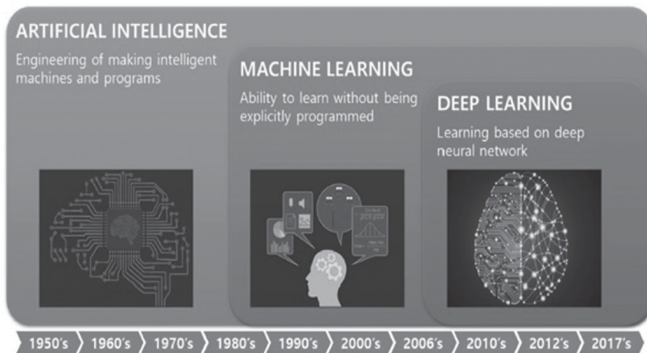 ARTIFICIAL INTELLIGENCE
Engineering of making intelligent
machines and programs
MACHINE LEARNING
Ability to learn without being
explicitly programmed
DEEP LEARNING
Learning based on deep
neural network
1950's 1960's 1970's 1980's 1990's 2000's 2006's 2010's 2012's 2017's